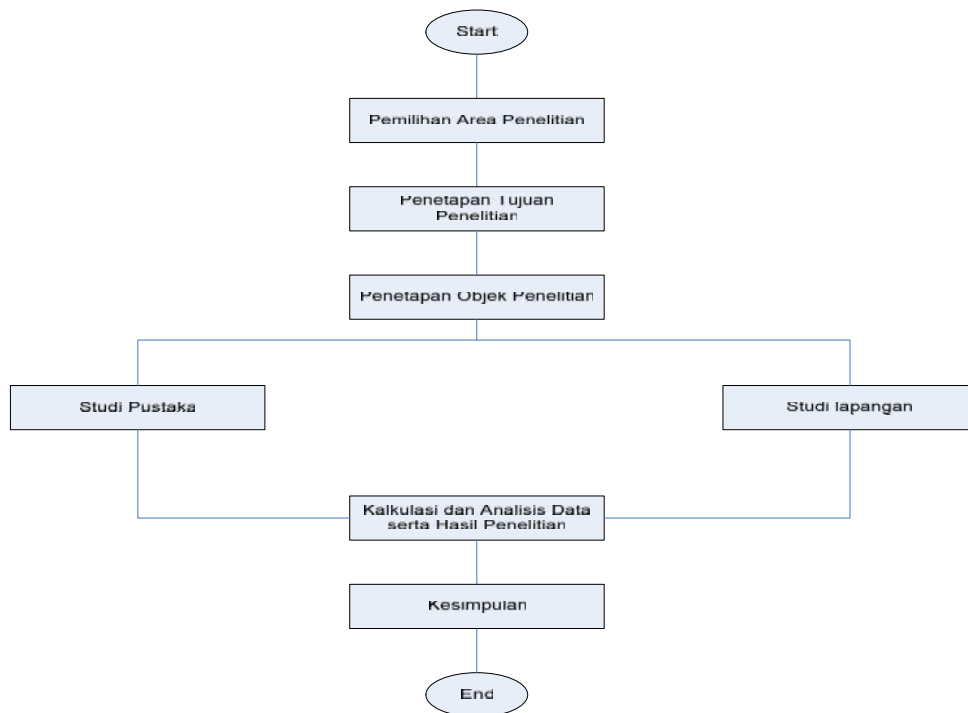 Start
Pemilihan Area Penelitian
Penetapan Tujuan
Penelitian
Penetapan Objek Penelitian
Studi Pustaka
Studi lapangan
Kalkulasi dan Analisis Data
serta Hasil Penelitian
Kesimpulan
End